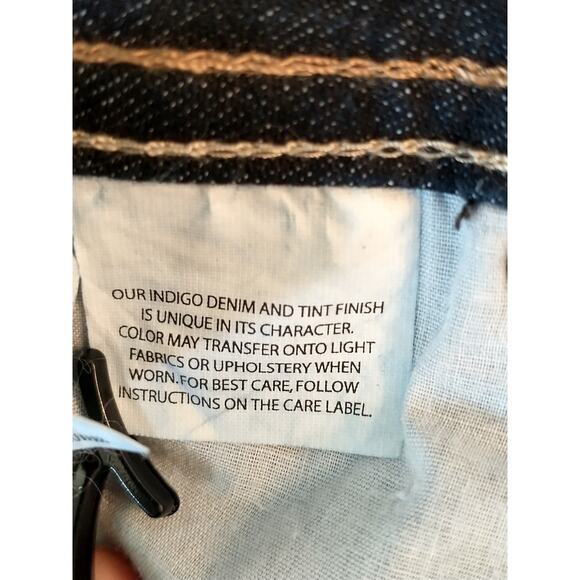 OUR INDIGO DENIM AND TINT FINISH
IS UNIQUE IN ITS CHARACTER.
COLOR MAY TRANSFER ONTO LIGHT
FABRICS OR UPHOLSTERY WHEN
WORN.FOR BEST CARE, FOLLOW
INSTRUCTIONS ON THE CARE LABEL.